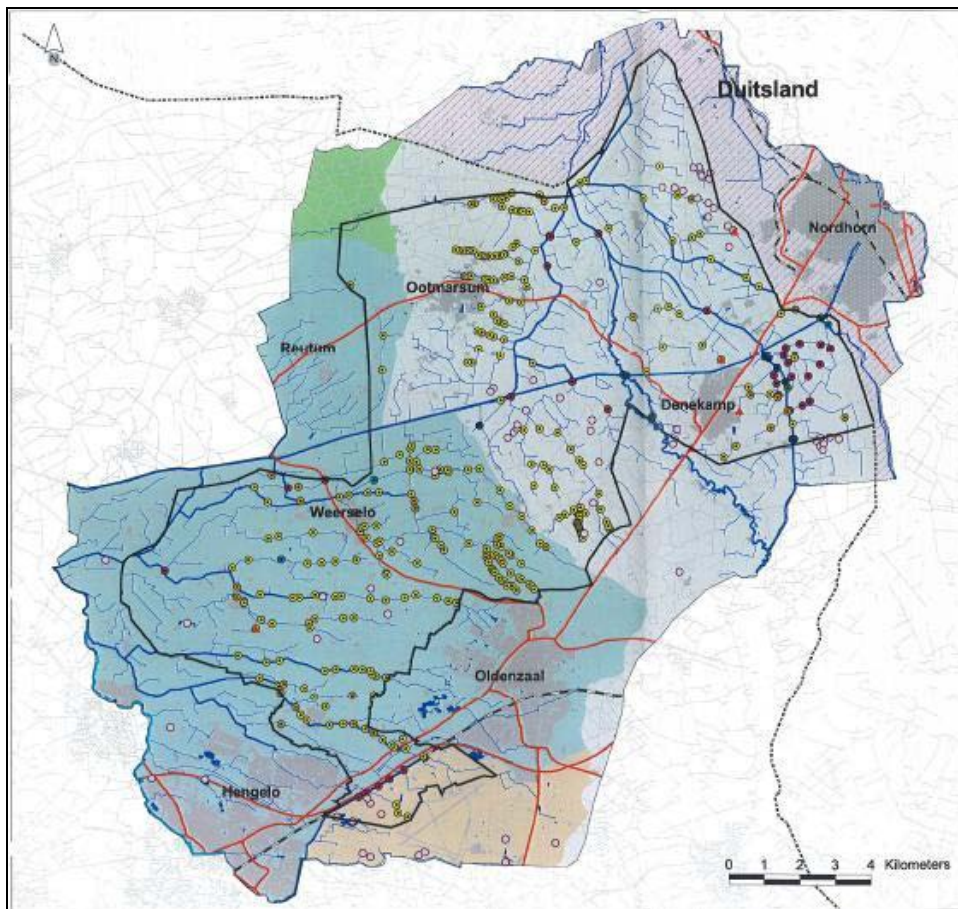 N
Duitsland
Nordhorn
Ootmarsum
Reutum
Denekamp
Weerselo
Oldenzaal
Hengelo
0 1 2 3 4 Kilometers